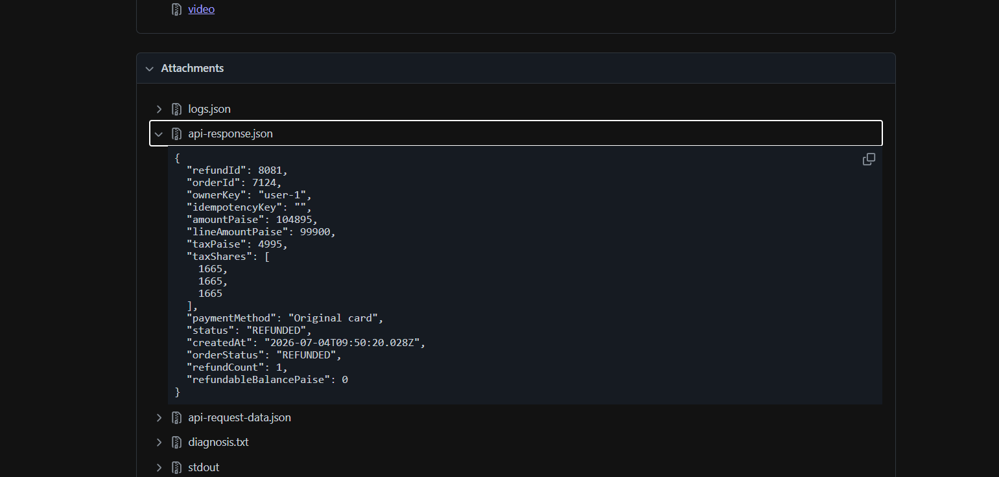 video
Attachments
logs.json
api-response.json
{
  "refundId": 8081,
  "orderId": 7124,
  "ownerKey": "user-1",
  "idempotencyKey": "",
  "amountPaise": 104895,
  "lineAmountPaise": 99900,
  "taxPaise": 4995,
  "taxShares": [
    1665,
    1665,
    1665
  ],
  "paymentMethod": "Original card",
  "status": "REFUNDED",
  "createdAt": "2026-07-04T09:50:20.028Z",
  "orderStatus": "REFUNDED",
  "refundCount": 1,
  "refundableBalancePaise": 0
}
api-request-data.json
diagnosis.txt
stdout